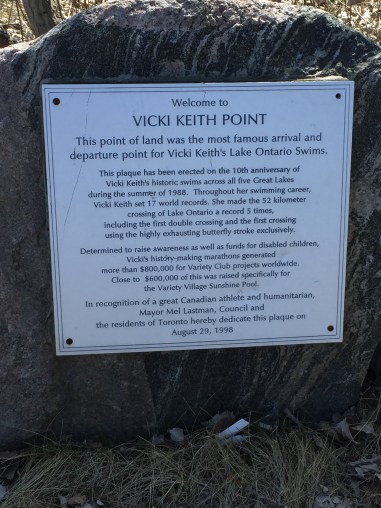 Welcome to
VICKI KEITH POINT
This point of land was the most famous arrival and
departure point for Vicki Keith's Lake Ontario Swims.
This plaque has been erected on the 10th anniversary of
Vicki Keith's historic swims across all five Great Lakes
during the summer of 1988. Throughout her swimming career,
Vicki Keith set 17 world records. She made the 52 kilometer
crossing of Lake Ontario a record 5 times,
including the first double crossing and the first crossing
using the highly exhausting butterfly stroke exclusively.
Determined to raise awareness as well as funds for disabled children,
Vicki's history-making marathons generated
more than $800,000 for Variety Club projects worldwide.
Close to $600,000 of this was raised specifically for
the Variety Village Sunshine Pool.
In recognition of a great Canadian athlete and humanitarian,
Mayor Mel Lastman, Council and
the residents of Toronto hereby dedicate this plaque on
August 29, 1998